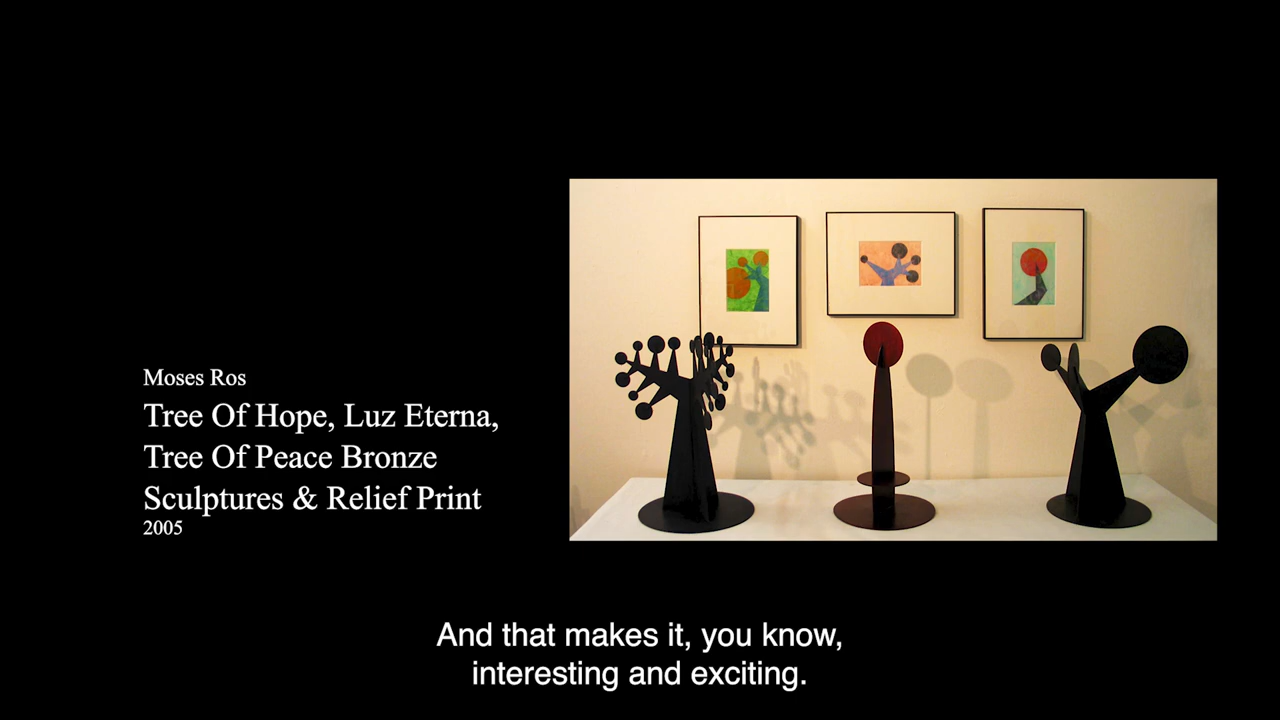 Moses Ros
Tree Of Hope, Luz Eterna,
Tree Of Peace Bronze
Sculptures & Relief Print
2005
And that makes it, you know,
interesting and exciting.